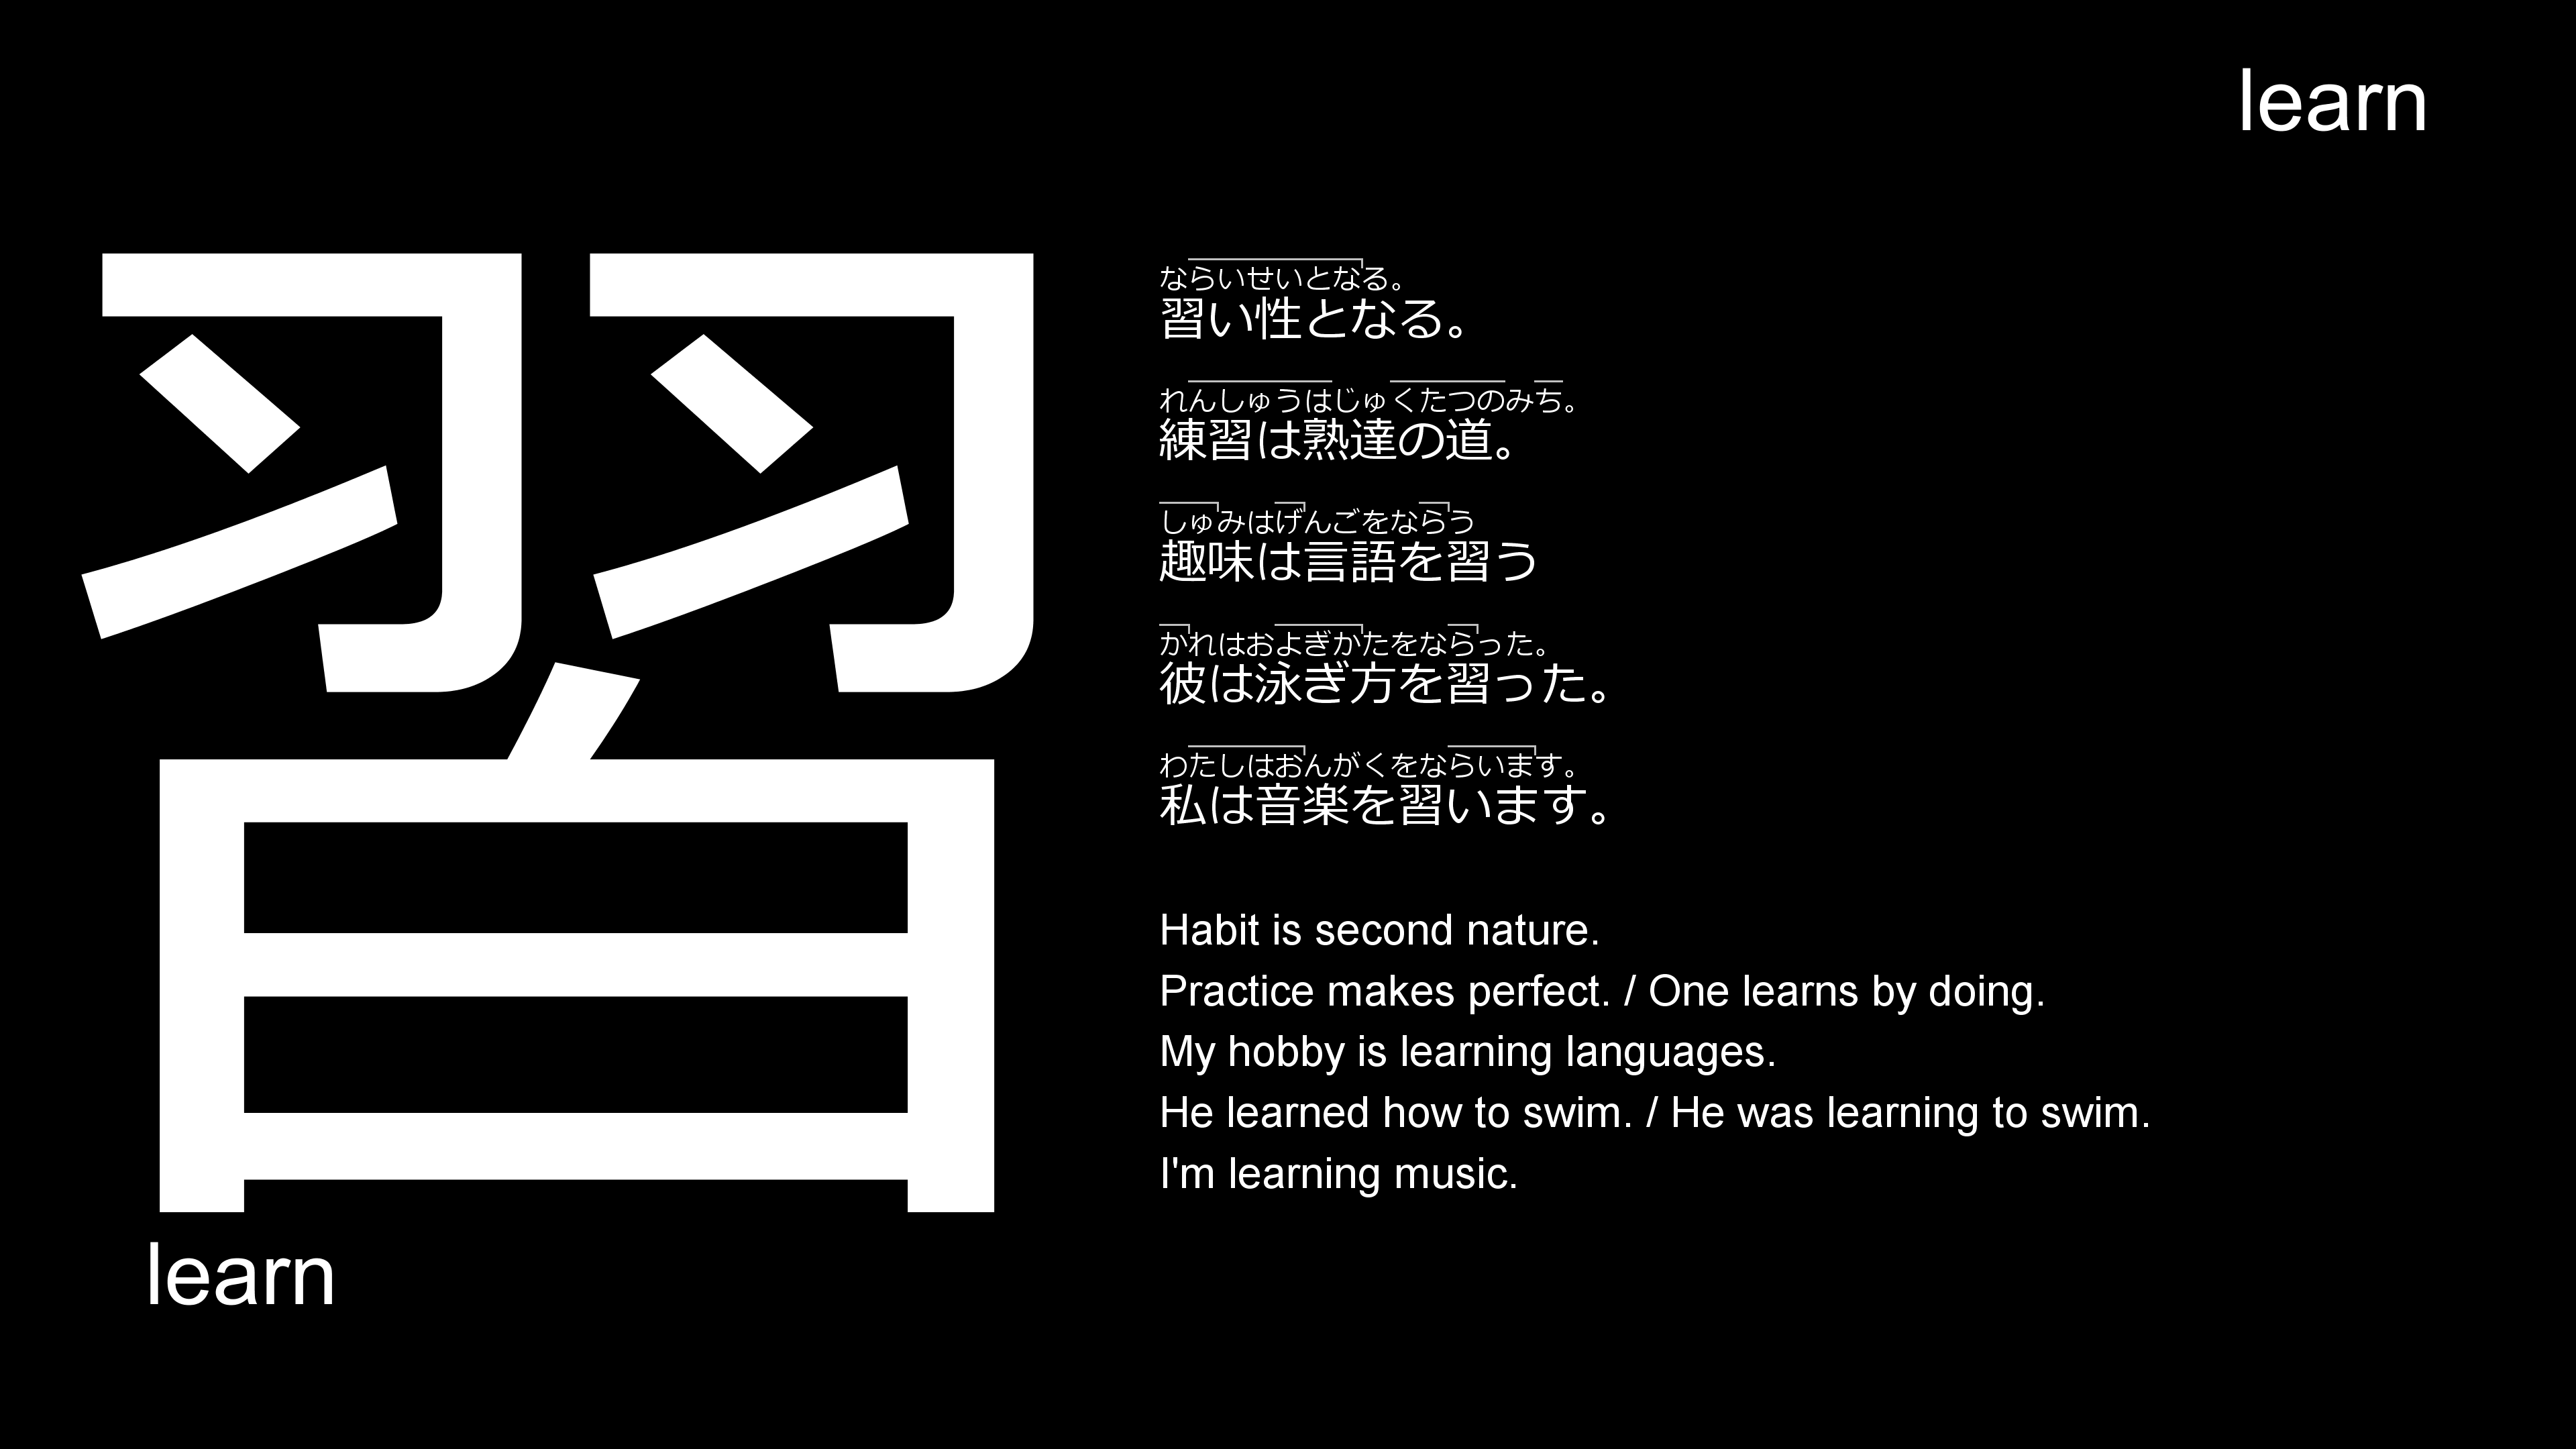 learn
習
learn
ならいせいとなる。
習い性となる。
れんしゅうはじゅくたつのみち。
練習は熟達の道。
しゅみはげんごをならう
趣味は言語を習う
かれはおよぎかたをならった。
彼は泳ぎ方を習った。
わたしはおんがくをならいます。
私は音楽を習います。
Habit is second nature.
Practice makes perfect. / One learns by doing.
My hobby is learning languages.
He learned how to swim. / He was learning to swim.
I'm learning music.